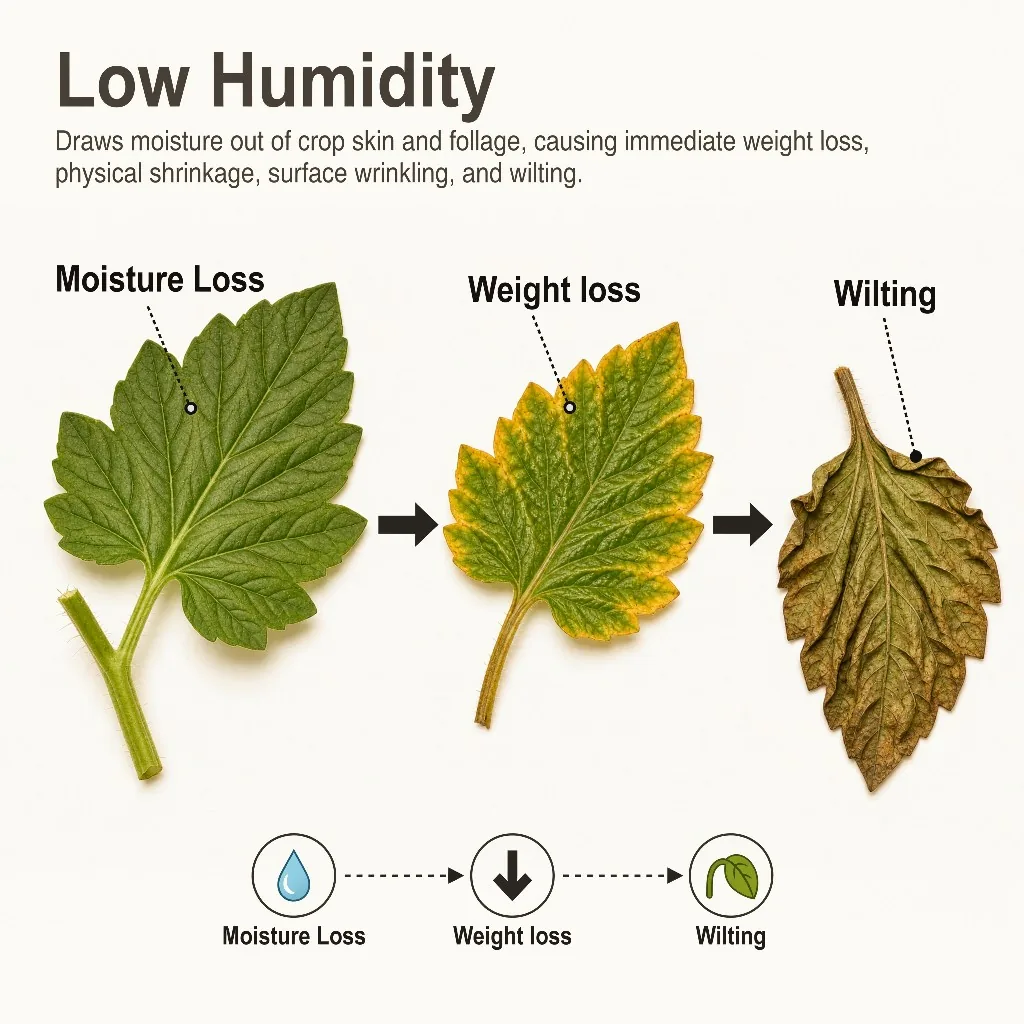 Low Humidity
Draws moisture out of crop skin and follage, causing immediate weight loss,
physical shrinkage, surface wrinkling, and wilting.
Moisture Loss
Weight loss
Wilting
Moisture Loss
Weight loss
Wilting